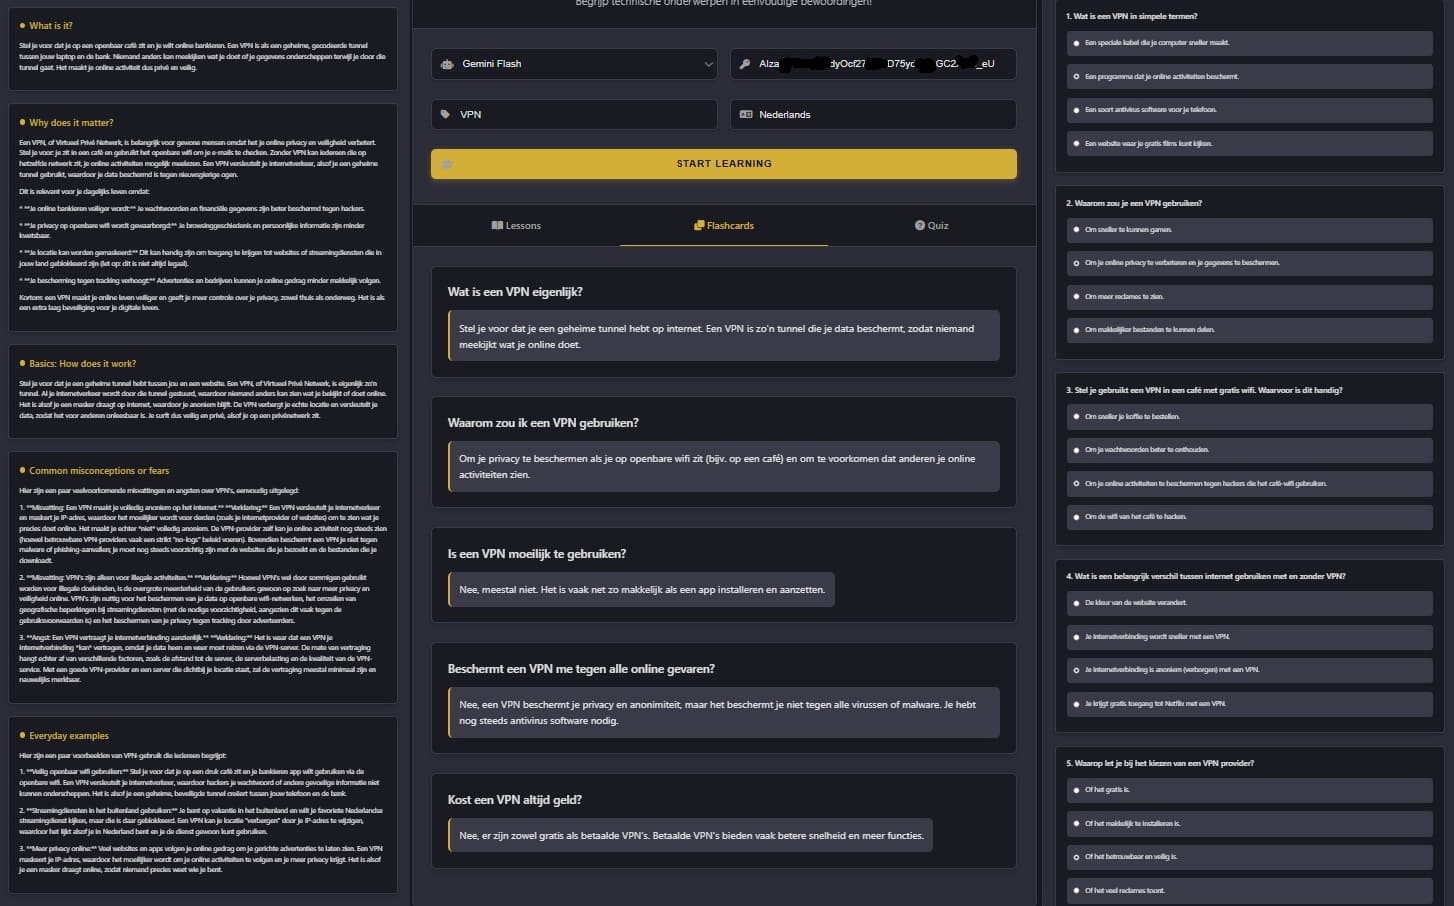 What is it?
Stel je voor dat je op een openbaar café zit en je wilt online bankieren. Een VPN is als een geheime, gecodeerde tunnel
tussen jouw laptop en de bank. Niemand anders kan meekijken wat je doet of je gegevens onderscheppen terwijl je door die
tunnel gaat. Het maakt je online activiteit dus privé en veilig.
Why does it matter?
Een VPN, of Virtueel Privé Netwerk, is belangrijk voor gewone mensen omdat het je online privacy en veiligheid verbetert.
Stel je voor: je zit in een café en gebruikt het openbare wifi om je e-mails te checken. Zonder VPN kan iedereen die op
hetzelfde netwerk zit, je online activiteiten mogelijk meelezen. Een VPN versleutelt je internetverkeer, alsof je een geheime
tunnel gebruikt, waardoor je data beschermd is tegen nieuwsgierige ogen.
Dit is relevant voor je dagelijks leven omdat:
* **Je online bankieren veiliger wordt:** Je wachtwoorden en financiële gegevens zijn beter beschermd tegen hackers.
* **Je privacy op openbare wifi wordt gewaarborgd:** Je browsinggeschiedenis en persoonlijke informatie zijn minder
kwetsbaar.
* **Je locatie kan worden gemaskeerd:** Dit kan handig zijn om toegang te krijgen tot websites of streamingdiensten die in
jouw land geblokkeerd zijn (let op: dit is niet altijd legaal).
* **Je bescherming tegen tracking verhoogt:** Advertenties en bedrijven kunnen je online gedrag minder makkelijk volgen.
Kortom: een VPN maakt je online leven veiliger en geeft je meer controle over je privacy, zowel thuis als onderweg. Het is als
een extra laag beveiliging voor je digitale leven.
Basics: How does it work?
Stel je voor dat je een geheime tunnel hebt tussen jou en een website. Een VPN, of Virtueel Privé Netwerk, is eigenlijk zo'n
tunnel. Al je internetverkeer wordt door die tunnel gestuurd, waardoor niemand anders kan zien wat je bekijkt of doet online.
Het is alsof je een masker draagt op internet, waardoor je anoniem blijft. De VPN verbergt je echte locatie en versleutelt je
data, zodat het voor anderen onleesbaar is. Je surft dus veilig en privé, alsof je op een privénetwerk zit.
Common misconceptions or fears
Hier zijn een paar veelvoorkomende misvattingen en angsten over VPN's, eenvoudig uitgelegd:
1. **Misvatting: Een VPN maakt je volledig anoniem op het internet.** **Verklaring:** Een VPN versleutelt je internetverkeer
en maskeert je IP-adres, waardoor het moeilijker wordt voor derden (zoals je internetprovider of websites) om te zien wat je
precies doet online. Het maakt je echter *niet* volledig anoniem. De VPN-provider zelf kan je online activiteit nog steeds zien
(hoewel betrouwbare VPN-providers vaak een strikt "no-logs" beleid voeren). Bovendien beschermt een VPN je niet tegen
malware of phishing-aanvallen; je moet nog steeds voorzichtig zijn met de websites die je bezoekt en de bestanden die je
downloadt.
2. **Misvatting: VPN's zijn alleen voor illegale activiteiten.** **Verklaring:** Hoewel VPN's wel door sommigen gebruikt
worden voor illegale doeleinden, is de overgrote meerderheid van de gebruikers gewoon op zoek naar meer privacy en
veiligheid online. VPN's zijn nuttig voor het beschermen van je data op openbare wifi-netwerken, het omzeilen van
geografische beperkingen bij streamingdiensten (met de nodige voorzichtigheid, aangezien dit vaak tegen de
gebruiksvoorwaarden is) en het beschermen van je privacy tegen tracking door adverteerders.
3. **Angst: Een VPN vertraagt je internetverbinding aanzienlijk.** **Verklaring:** Het is waar dat een VPN je
internetverbinding *kan* vertragen, omdat je data heen en weer moet reizen via de VPN-server. De mate van vertraging
hangt echter af van verschillende factoren, zoals de afstand tot de server, de serverbelasting en de kwaliteit van de VPN-
service. Met een goede VPN-provider en een server die dichtbij je locatie staat, zal de vertraging meestal minimaal zijn en
nauwelijks merkbaar.
Everyday examples
Hier zijn een paar voorbeelden van VPN-gebruik die iedereen begrijpt:
1. **Veilig openbaar wifi gebruiken:** Stel je voor dat je op een druk café zit en je bankieren app wilt gebruiken via de
openbare wifi. Een VPN versleutelt je internetverkeer, waardoor hackers je wachtwoord of andere gevoelige informatie niet
kunnen onderscheppen. Het is alsof je een geheime, beveiligde tunnel creëert tussen jouw telefoon en de bank.
2. **Streamingdiensten in het buitenland gebruiken:** Je bent op vakantie in het buitenland en wilt je favoriete Nederlandse
streamingdienst kijken, maar die is daar geblokkeerd. Een VPN kan je locatie "verbergen" door je IP-adres te wijzigen,
waardoor het lijkt alsof je in Nederland bent en je de dienst gewoon kunt gebruiken.
3. **Meer privacy online:** Veel websites en apps volgen je online gedrag om je gerichte advertenties te laten zien. Een VPN
maskeert je IP-adres, waardoor het moeilijker wordt om je online activiteiten te volgen en je meer privacy krijgt. Het is alsof
je een masker draagt online, zodat niemand precies weet wie je bent.
Begrijp technische onderwerpen in eenvoudige bewoordingen!
Gemini Flash
VPN
Nederlands
START LEARNING
Lessons
Flashcards
Quiz
Wat is een VPN eigenlijk?
Stel je voor dat je een geheime tunnel hebt op internet. Een VPN is zo'n tunnel die je data beschermt, zodat niemand
meekijkt wat je online doet.
Waarom zou ik een VPN gebruiken?
Om je privacy te beschermen als je op openbare wifi zit (bijv. op een café) en om te voorkomen dat anderen je online
activiteiten zien.
Is een VPN moeilijk te gebruiken?
Nee, meestal niet. Het is vaak net zo makkelijk als een app installeren en aanzetten.
Beschermt een VPN me tegen alle online gevaren?
Nee, een VPN beschermt je privacy en anonimiteit, maar het beschermt je niet tegen alle virussen of malware. Je hebt
nog steeds antivirus software nodig.
Kost een VPN altijd geld?
Nee, er zijn zowel gratis als betaalde VPN's. Betaalde VPN's bieden vaak betere snelheid en meer functies.
1. Wat is een VPN in simpele termen?
Een speciale kabel die je computer sneller maakt.
Een programma dat je online activiteiten beschermt.
Een soort antivirus software voor je telefoon.
Een website waar je gratis films kunt kijken.
2. Waarom zou je een VPN gebruiken?
Om sneller te kunnen gamen.
Om je online privacy te verbeteren en je gegevens te beschermen.
Om meer reclames te zien.
Om makkelijker bestanden te kunnen delen.
3. Stel je gebruikt een VPN in een café met gratis wifi. Waarvoor is dit handig?
Om sneller je koffie te bestellen.
Om je wachtwoorden beter te onthouden.
Om je online activiteiten te beschermen tegen hackers die het café-wifi gebruiken.
Om de wifi van het café te hacken.
4. Wat is een belangrijk verschil tussen internet gebruiken met en zonder VPN?
De kleur van de website verandert.
Je internetverbinding wordt sneller met een VPN.
Je internetverbinding is anoniem (verborgen) met een VPN.
Je krijgt gratis toegang tot Netflix met een VPN.
5. Waarop let je bij het kiezen van een VPN provider?
Of het gratis is.
Of het makkelijk te installeren is.
Of het betrouwbaar en veilig is.
Of het veel reclames toont.